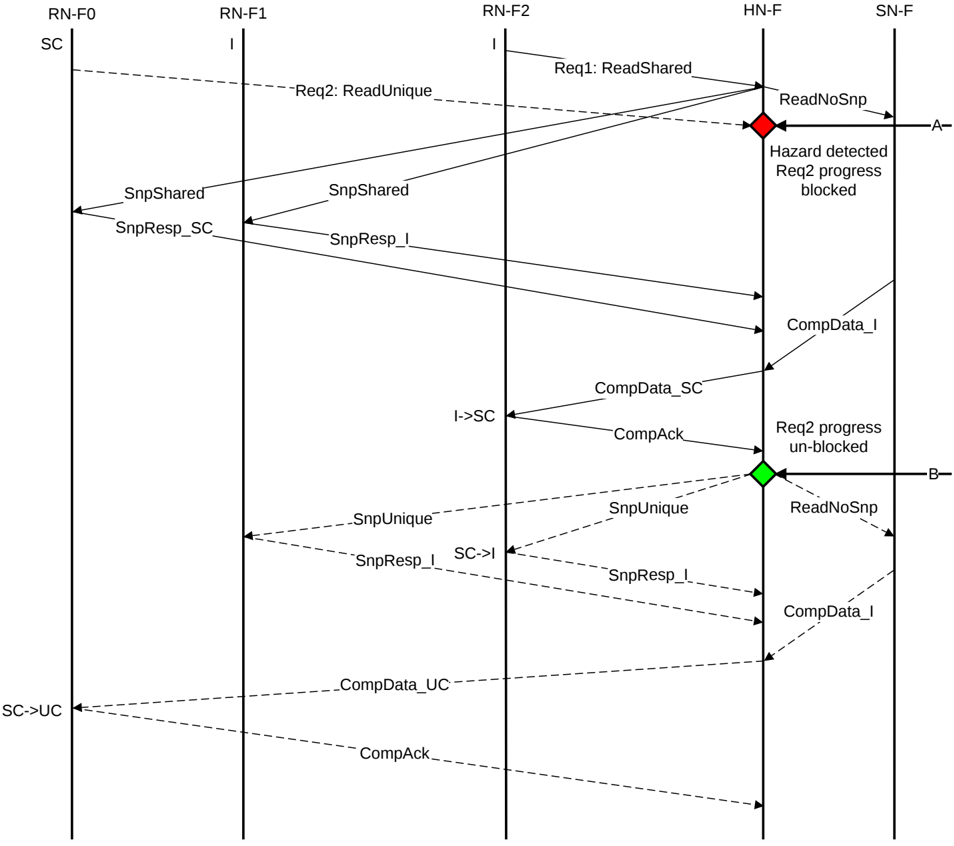 RN-F0
RN-F1
RN-F2
HN-F
SN-F
SC
I
I
Req1: ReadShared
Req2: ReadUnique
ReadNoSnp
A
Hazard detected
Req2 progress
blocked
SnpShared
SnpShared
SnpResp_SC
SnpResp_I
CompData_I
CompData_SC
I->SC
CompAck
Req2 progress
un-blocked
B
SnpUnique
SnpUnique
ReadNoSnp
SC->I
SnpResp_I
SnpResp_I
CompData_I
CompData_UC
SC->UC
CompAck